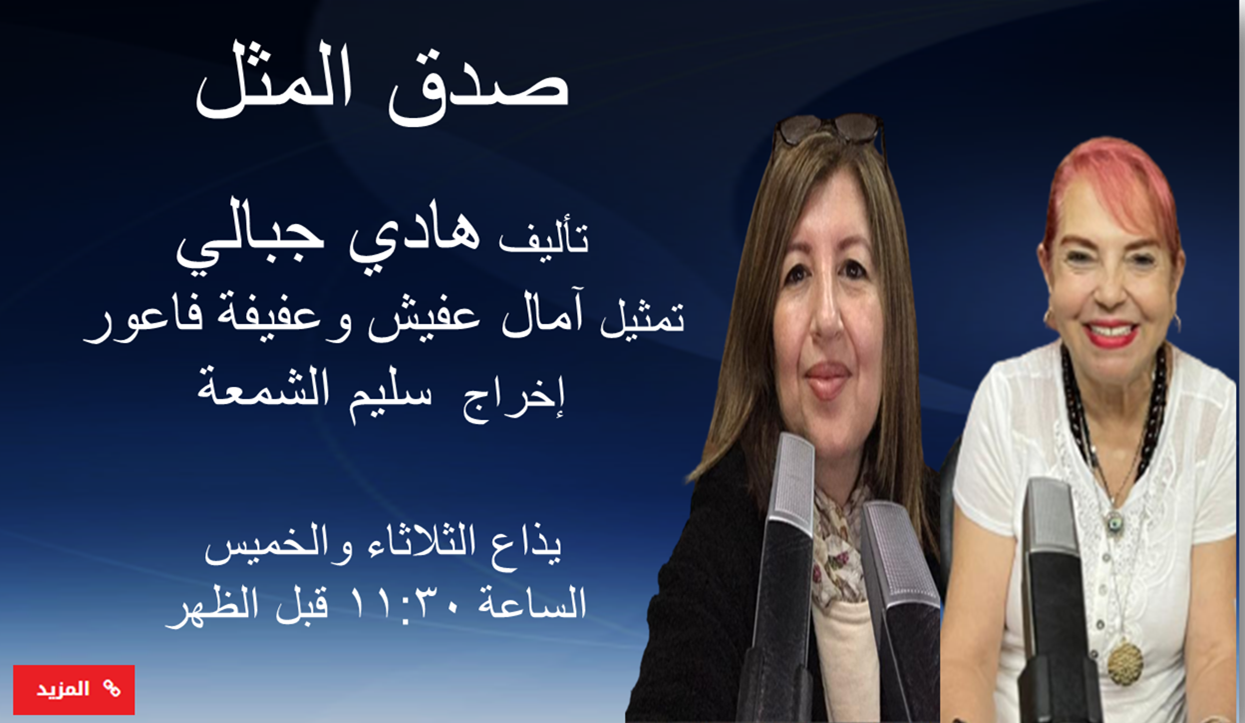 صدق المثل
تأليف هادي جبالي
تمثيل آمال عفيش وعفيفة فاعور
إخراج سليم الشمعة
يذاع الثلاثاء والخميس
الساعة ١١:٣٠ قبل الظهر
المزيد